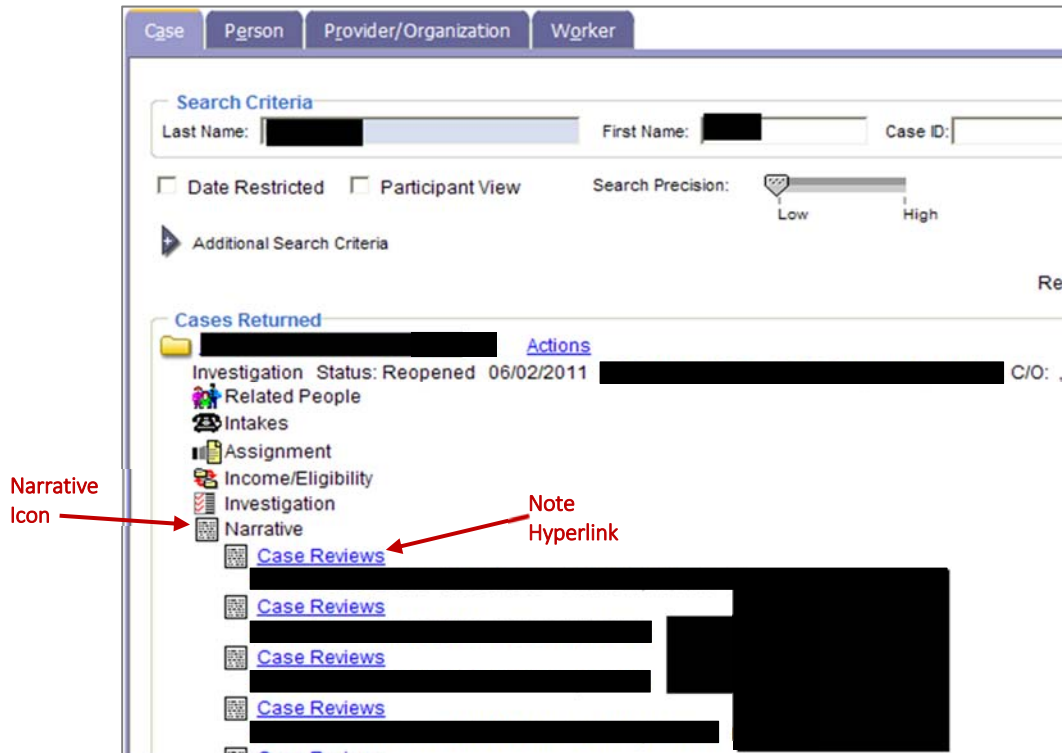 Case Person Provider/Organization Worker
Search Criteria
Last Name: First Name: Case ID:
Date Restricted Participant View Search Precision:
Low High
Additional Search Criteria
Re
Cases Returned
Actions
Investigation Status: Reopened 06/02/2011 C/O: ,
Related People
Intakes
Assignment
Income/Eligibility
Investigation
Narrative
Narrative
Icon
Note
Hyperlink
Case Reviews
Case Reviews
Case Reviews
Case Reviews